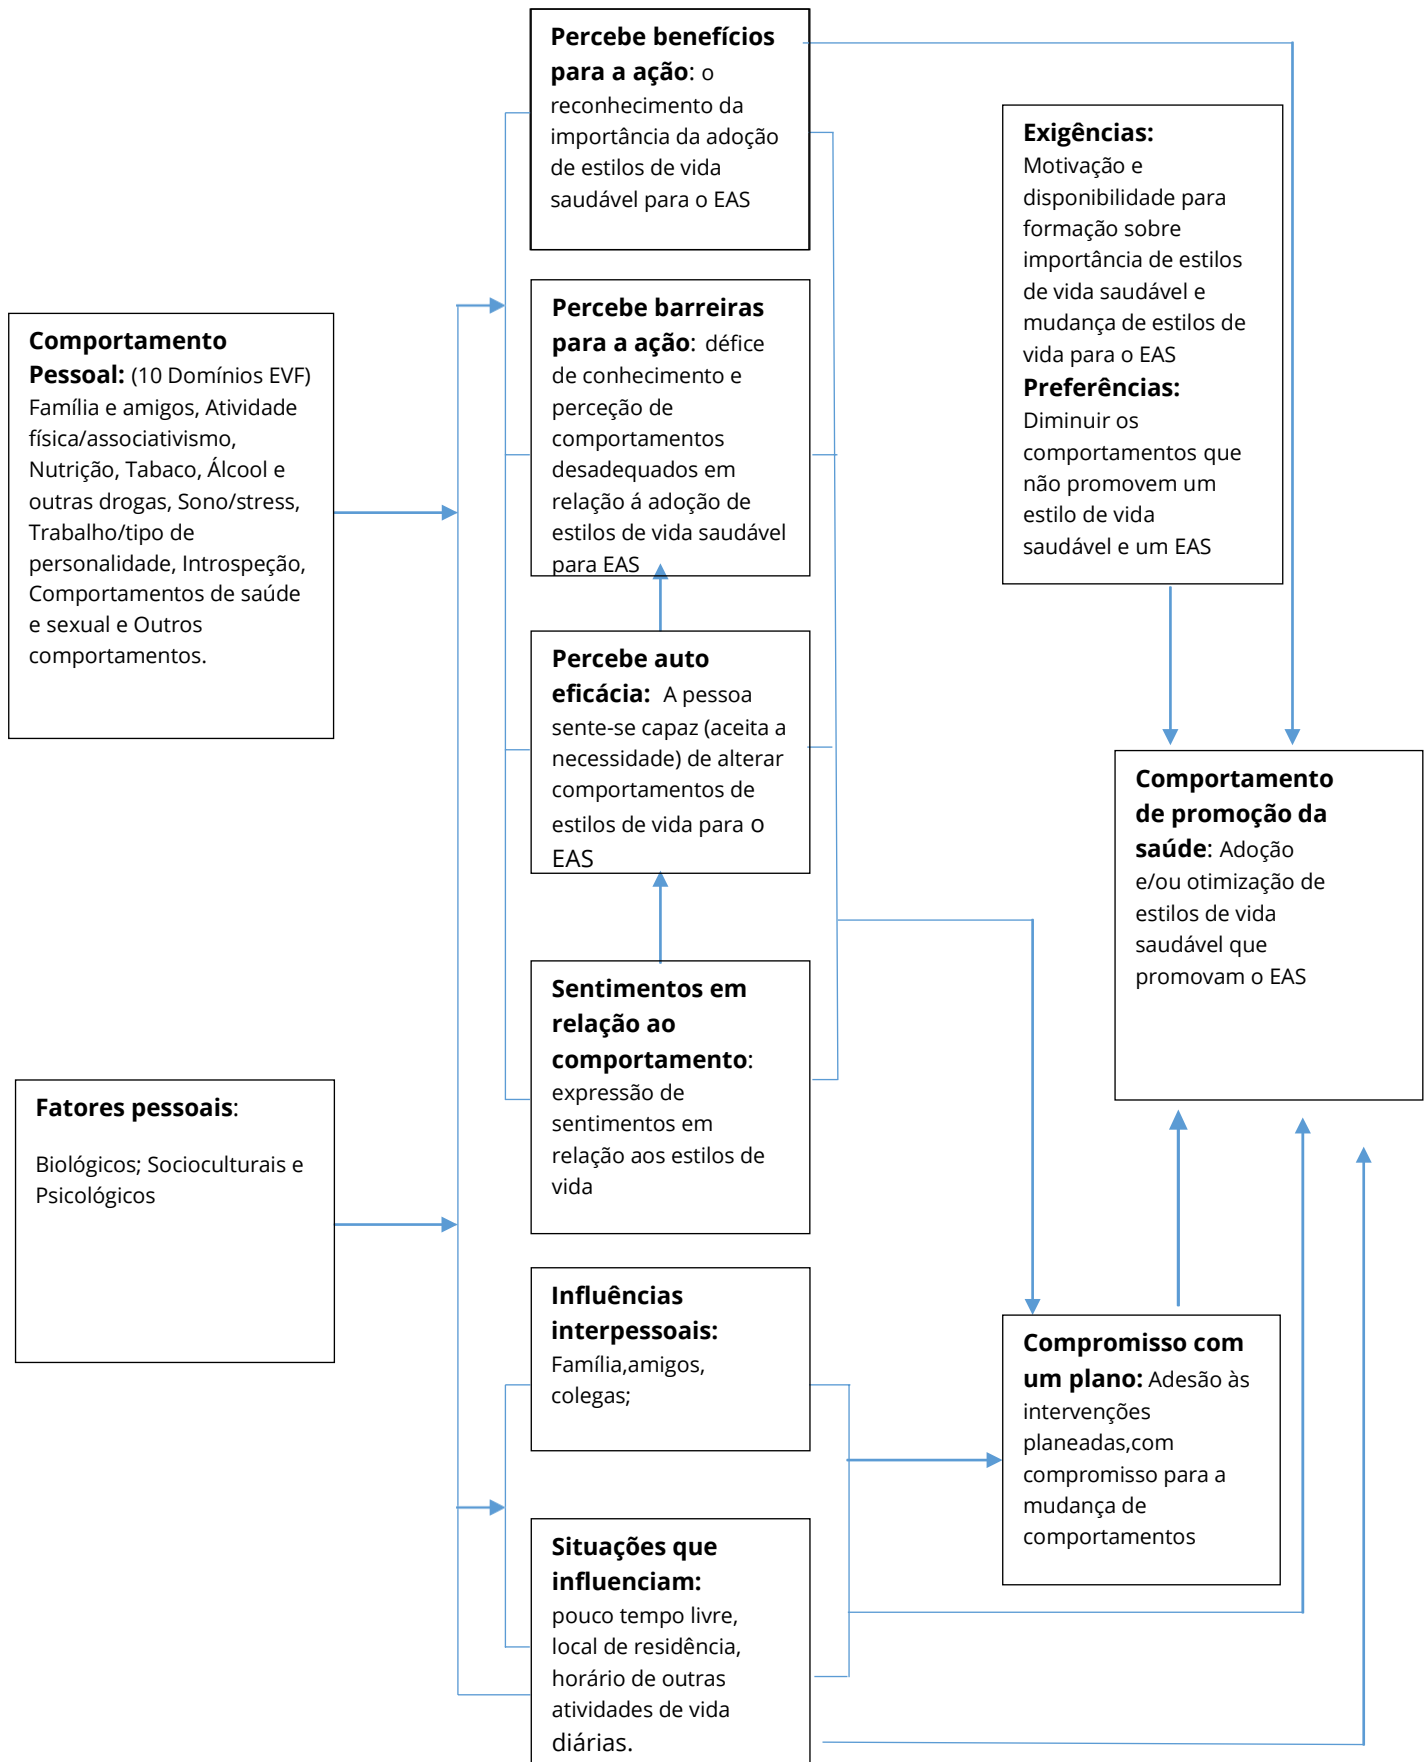 Percebe benefícios
para a ação: o
reconhecimento da
importância da adoção
de estilos de vida
saudável para o EAS
Exigências:
Motivação e
disponibilidade para
formação sobre
importância de estilos
de vida saudável e
mudança de estilos de
vida para o EAS
Preferências:
Diminuir os
comportamentos que
não promovem um
estilo de vida
saudável e um EAS
Percebe barreiras
para a ação: défice
de conhecimento e
perceção de
comportamentos
desadequados em
relação á adoção de
estilos de vida saudável
para EAS
Comportamento
Pessoal: (10 Domínios EVF)
Família e amigos, Atividade
física/associativismo,
Nutrição, Tabaco, Álcool e
outras drogas, Sono/stress,
Trabalho/tipo de
personalidade, Introspeção,
Comportamentos de saúde
e sexual e Outros
comportamentos.
Percebe auto
eficácia: A pessoa
sente-se capaz (aceita a
necessidade) de alterar
comportamentos de
estilos de vida para o
EAS
Comportamento
de promoção da
saúde: Adoção
e/ou otimização de
estilos de vida
saudável que
promovam o EAS
Sentimentos em
relação ao
comportamento:
expressão de
sentimentos em
relação aos estilos de
vida
Fatores pessoais:
Biológicos; Socioculturais e
Psicológicos
Influências
interpessoais:
Família,amigos,
colegas;
Compromisso com
um plano: Adesão às
intervenções
planeadas,com
compromisso para a
mudança de
comportamentos
Situações que
influenciam:
pouco tempo livre,
local de residência,
horário de outras
atividades de vida
diárias.